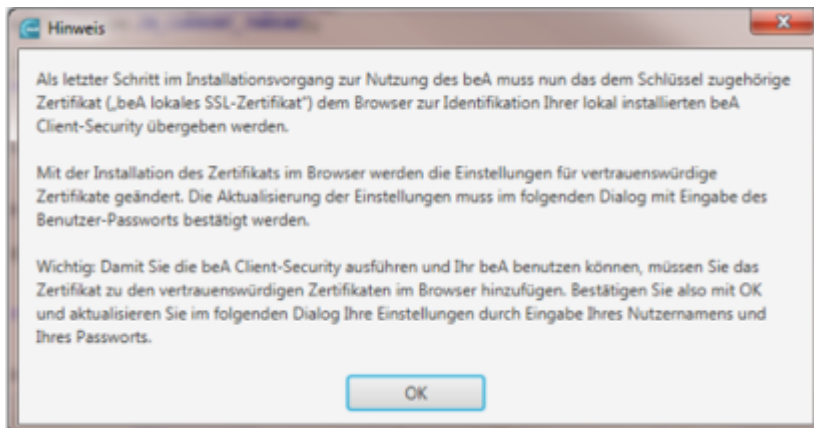 Hinweis
Als letzter Schritt im Installationsvorgang zur Nutzung des beA muss nun das dem Schlüssel zugehörige
Zertifikat („beA lokales SSL-Zertifikat“) dem Browser zur Identifikation Ihrer lokal installierten beA
Client-Security übergeben werden.
Mit der Installation des Zertifikats im Browser werden die Einstellungen für vertrauenswürdige
Zertifikate geändert. Die Aktualisierung der Einstellungen muss im folgenden Dialog mit Eingabe des
Benutzer-Passworts bestätigt werden.
Wichtig: Damit Sie die beA Client-Security ausführen und Ihr beA benutzen können, müssen Sie das
Zertifikat zu den vertrauenswürdigen Zertifikaten im Browser hinzufügen. Bestätigen Sie also mit OK
und aktualisieren Sie im folgenden Dialog Ihre Einstellungen durch Eingabe Ihres Nutzernamens und
Ihres Passworts.
OK